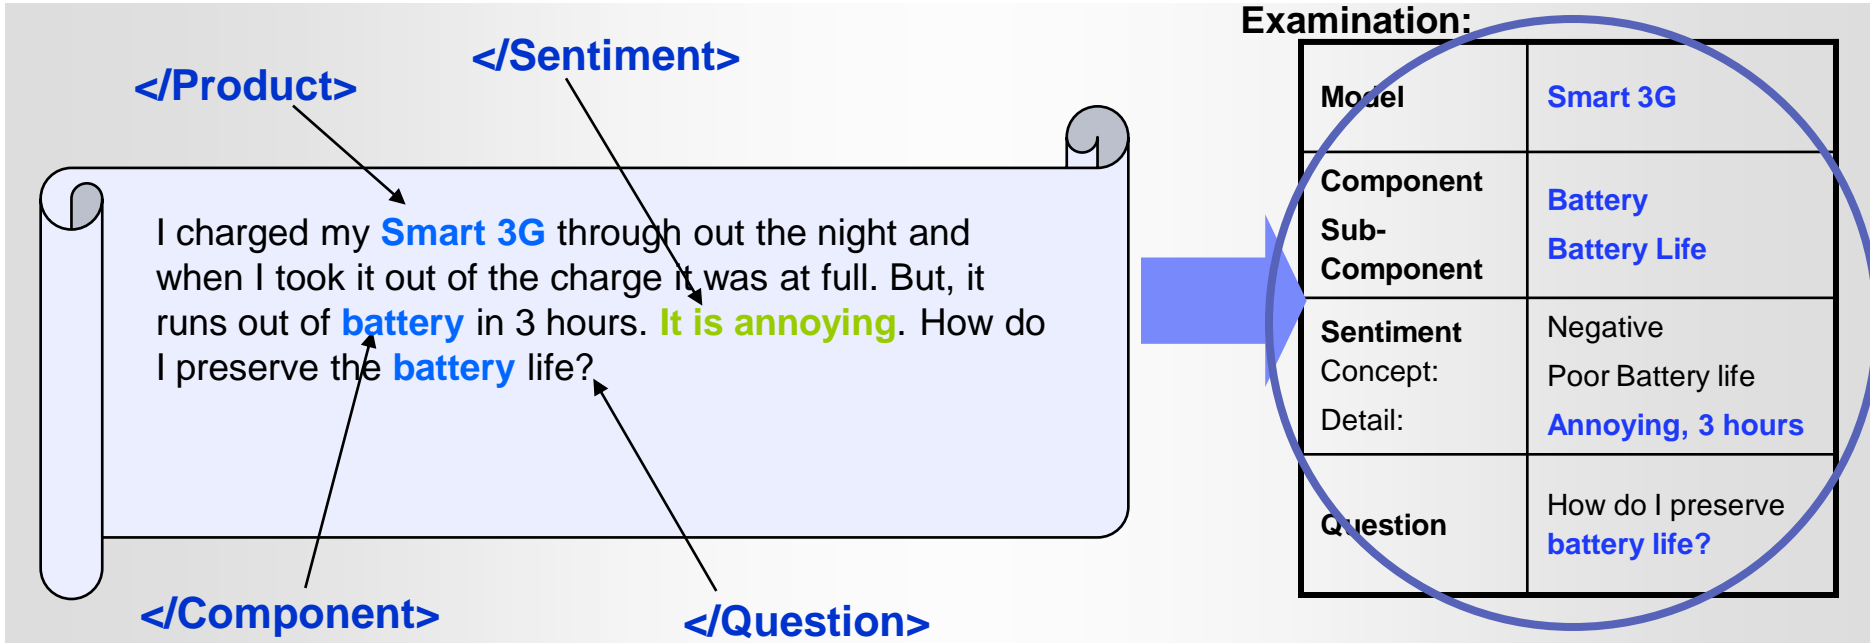 </Product>
</Sentiment>
I charged my Smart 3G through out the night and
when I took it out of the charge it was at full. But, it
runs out of battery in 3 hours. It is annoying. How do
I preserve the battery life?
</Component>
</Question>
Examination:
Model
Smart 3G
Component
Sub-
Component
Battery
Battery Life
Sentiment
Concept:
Detail:
Negative
Poor Battery life
Annoying, 3 hours
Question
How do I preserve
battery life?